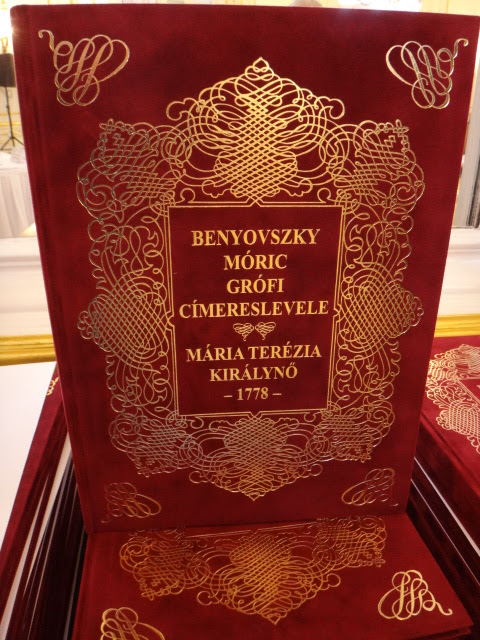 BENYOVSZKY
MÓRIC
GRÓFI
CÍMERESLEVELE
MÁRIA TERÉZIA
KIRÁLYNŐ
– 1778 –